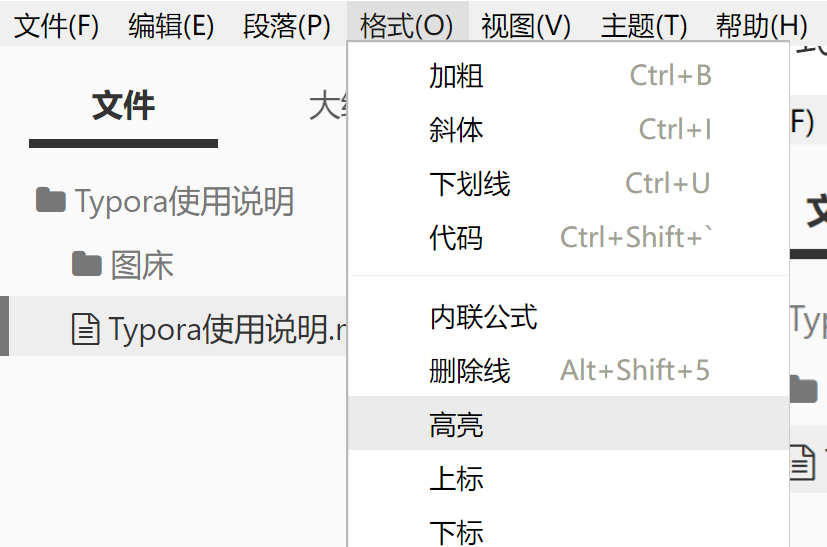 文件(F) 编辑(E) 段落(P) 格式(O) 视图(V) 主题(T) 帮助(H)
文件
Typora使用说明
图床
Typora使用说明.
加粗 Ctrl+B
斜体 Ctrl+I
下划线 Ctrl+U
代码 Ctrl+Shift+`
内联公式
删除线 Alt+Shift+5
高亮
上标
下标
F)
Typ